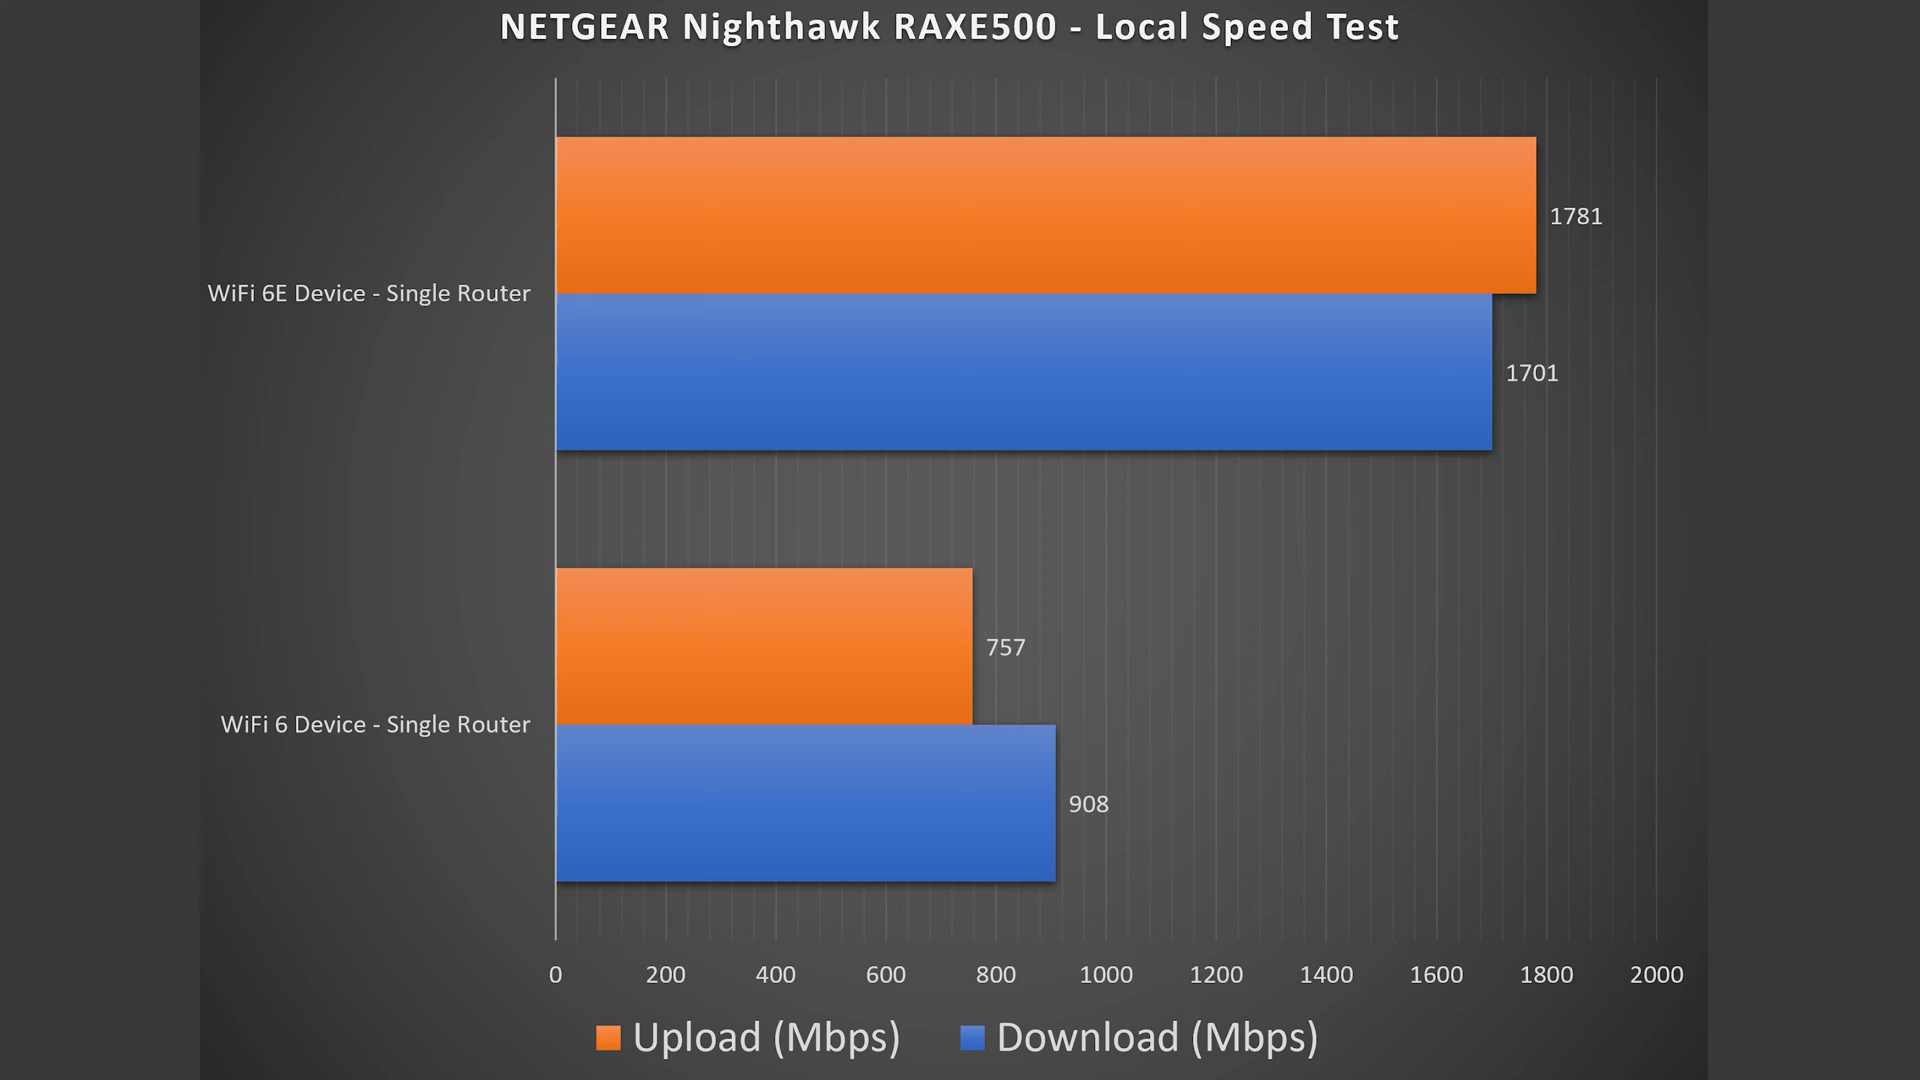 NETGEAR Nighthawk RAXE500 - Local Speed Test
1781
WiFi 6E Device - Single Router
1701
757
WiFi 6 Device - Single Router
908
0 200 400 600 800 1000 1200 1400 1600 1800 2000
Upload (Mbps) Download (Mbps)